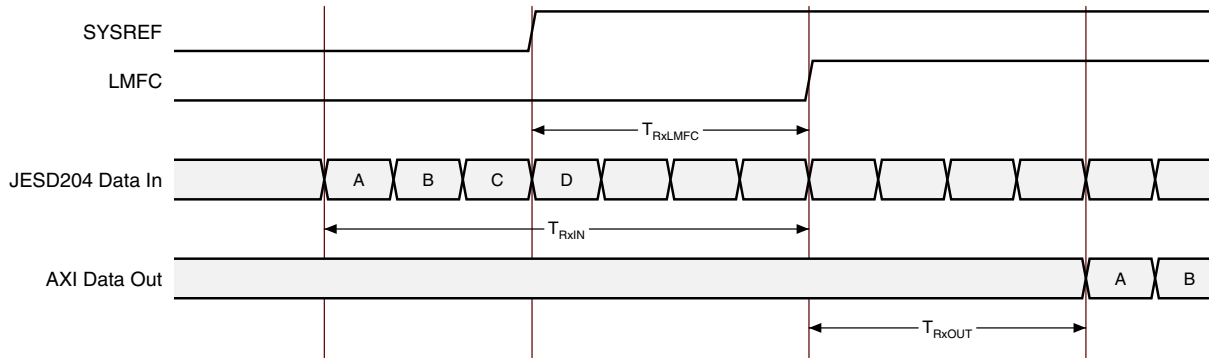 SYSREF
LMFC
T_RxLMFC
JESD204 Data In A B C D
T_RxIN
AXI Data Out A B
T_RxOUT